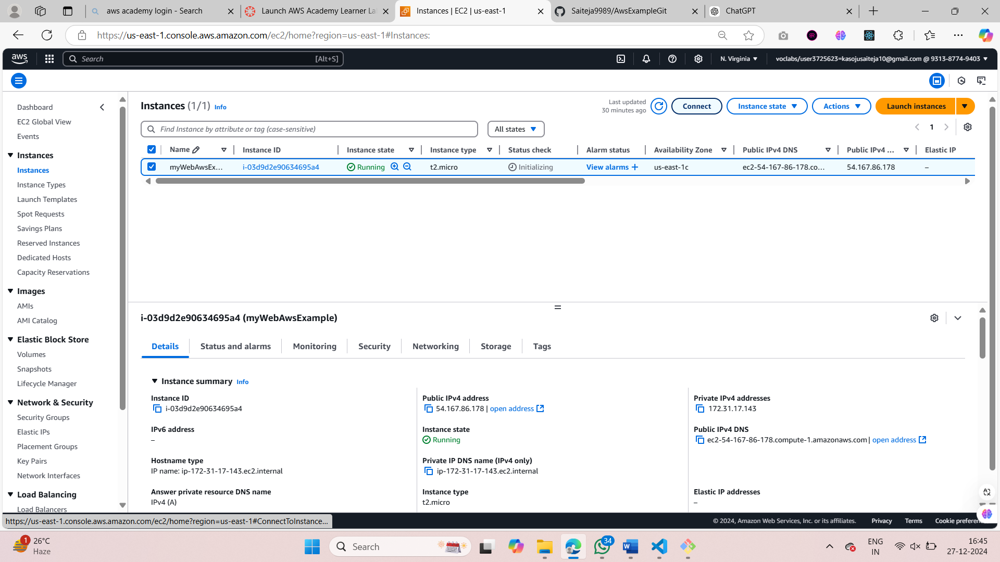 aws academy login - Search
Launch AWS Academy Learner La
Instances | EC2 | us-east-1
Saiteja9989/AwsExampleGit
ChatGPT
https://us-east-1.console.aws.amazon.com/ec2/home?region=us-east-1#Instances:
aws
Search
[Alt+S]
N. Virginia
voclabs/user3725623=kasojusaiteja10@gmail.com @ 9313-8774-9403
Dashboard
EC2 Global View
Events
Instances
Instances
Instance Types
Launch Templates
Spot Requests
Savings Plans
Reserved Instances
Dedicated Hosts
Capacity Reservations
Images
AMIs
AMI Catalog
Elastic Block Store
Volumes
Snapshots
Lifecycle Manager
Network & Security
Security Groups
Elastic IPs
Placement Groups
Key Pairs
Network Interfaces
Load Balancing
Load Balancers
Instances (1/1) Info
Last updated
30 minutes ago
Connect
Instance state
Actions
Launch instances
Find Instance by attribute or tag (case-sensitive)
All states
1
Name Instance ID Instance state Instance type Status check Alarm status Availability Zone Public IPv4 DNS Public IPv4 ... Elastic IP
myWebAwsEx... i-03d9d2e90634695a4 Running t2.micro Initializing View alarms + us-east-1c ec2-54-167-86-178.co... 54.167.86.178 –
i-03d9d2e90634695a4 (myWebAwsExample)
Details Status and alarms Monitoring Security Networking Storage Tags
Instance summary Info
Instance ID
i-03d9d2e90634695a4
Public IPv4 address
54.167.86.178 | open address
Private IPv4 addresses
172.31.17.143
IPv6 address
–
Instance state
Running
Public IPv4 DNS
ec2-54-167-86-178.compute-1.amazonaws.com | open address
Hostname type
IP name: ip-172-31-17-143.ec2.internal
Private IP DNS name (IPv4 only)
ip-172-31-17-143.ec2.internal
Answer private resource DNS name
IPv4 (A)
Instance type
t2.micro
Elastic IP addresses
–
https://us-east-1.console.aws.amazon.com/ec2/home?region=us-east-1#ConnectToInstance...
© 2024, Amazon Web Services, Inc. or its affiliates.
Privacy
Terms
Cookie preferen
1
26°C
Haze
Search
34
ENG
IN
16:45
27-12-2024